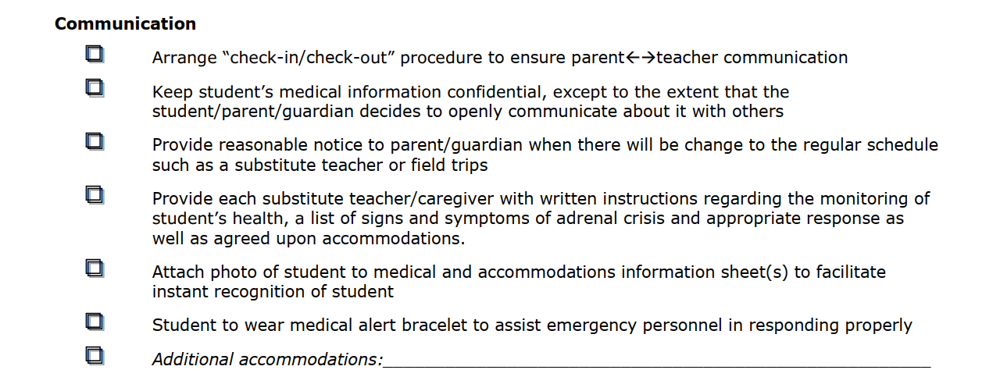 Communication
❏ Arrange “check-in/check-out” procedure to ensure parent←→teacher communication
❏ Keep student’s medical information confidential, except to the extent that the
student/parent/guardian decides to openly communicate about it with others
❏ Provide reasonable notice to parent/guardian when there will be change to the regular schedule
such as a substitute teacher or field trips
❏ Provide each substitute teacher/caregiver with written instructions regarding the monitoring of
student’s health, a list of signs and symptoms of adrenal crisis and appropriate response as
well as agreed upon accommodations.
❏ Attach photo of student to medical and accommodations information sheet(s) to facilitate
instant recognition of student
❏ Student to wear medical alert bracelet to assist emergency personnel in responding properly
❏ Additional accommodations:______________________________________________